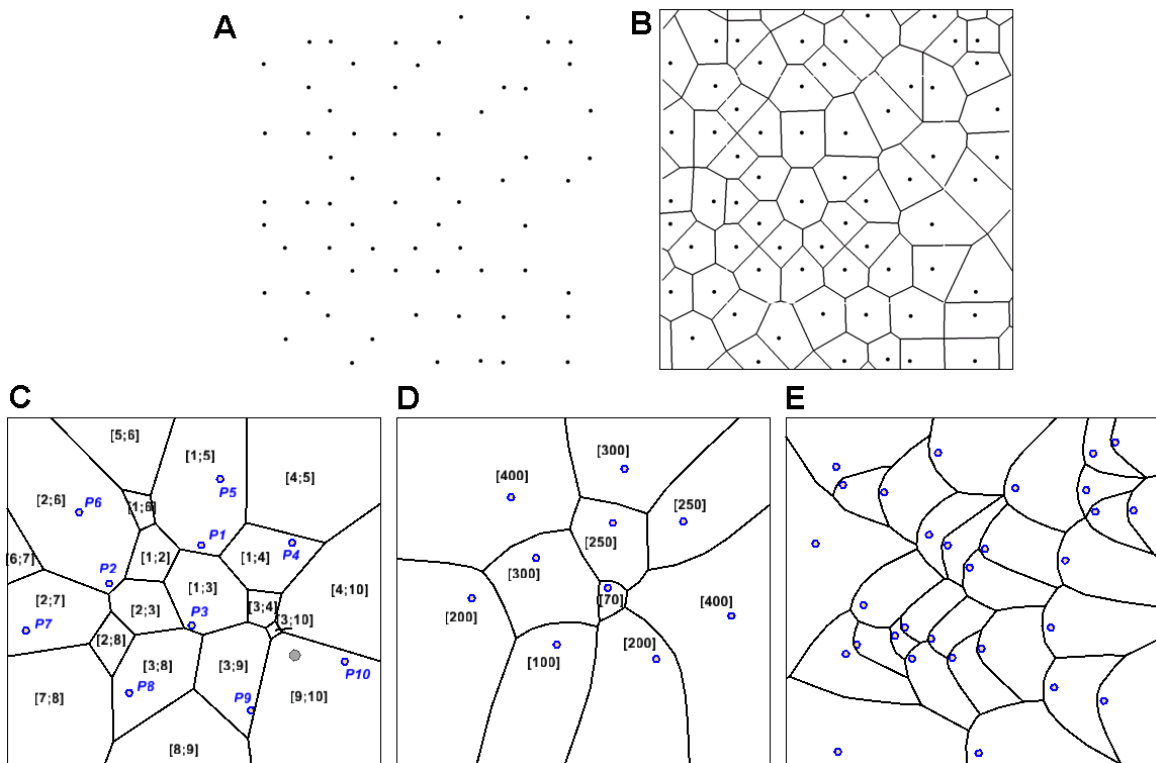 A
B
C
D
E
[5;6]
[1;5]
[4;5]
[2;6]
P6
P5
[1;6]
P1
P4
[6;7]
[1;2]
[1;4]
P2
[1;3]
[4;10]
[2;7]
[2;3]
P3
[3;4]
[3;10]
P7
[2;8]
[3;8]
[3;9]
P10
[7;8]
P8
P9
[9;10]
[8;9]
[300]
[400]
[250]
[250]
[300]
[200]
[70]
[400]
[100]
[200]